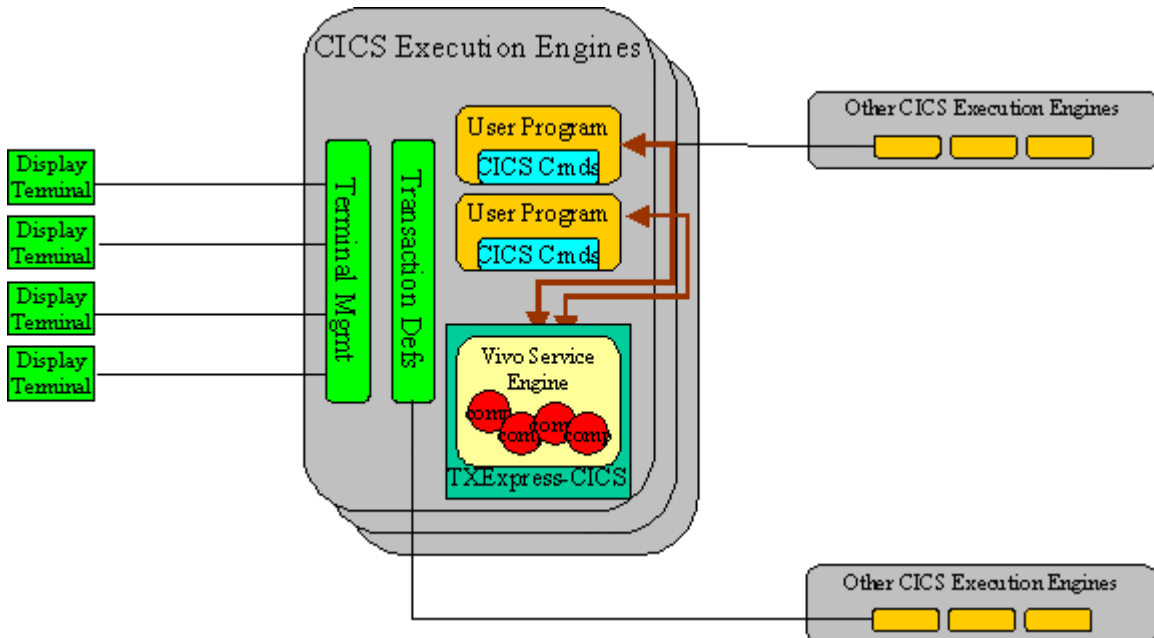 CICS Execution Engines
Other CICS Execution Engines
User Program
CICS Cmds
User Program
CICS Cmds
Display
Terminal
Display
Terminal
Display
Terminal
Display
Terminal
Terminal Mgmt
Transaction Defs
Vivo Service
Engine
comp
comp
comp
comp
TXExpress-CICS
Other CICS Execution Engines